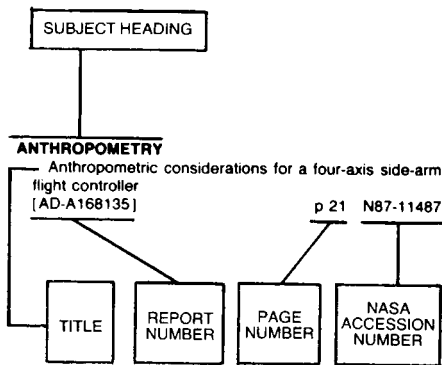 SUBJECT HEADING
ANTHROPOMETRY
Anthropometric considerations for a four-axis side-arm
flight controller
[AD-A168135] p 21 N87-11487
TITLE
REPORT
NUMBER
PAGE
NUMBER
NASA
ACCESSION
NUMBER